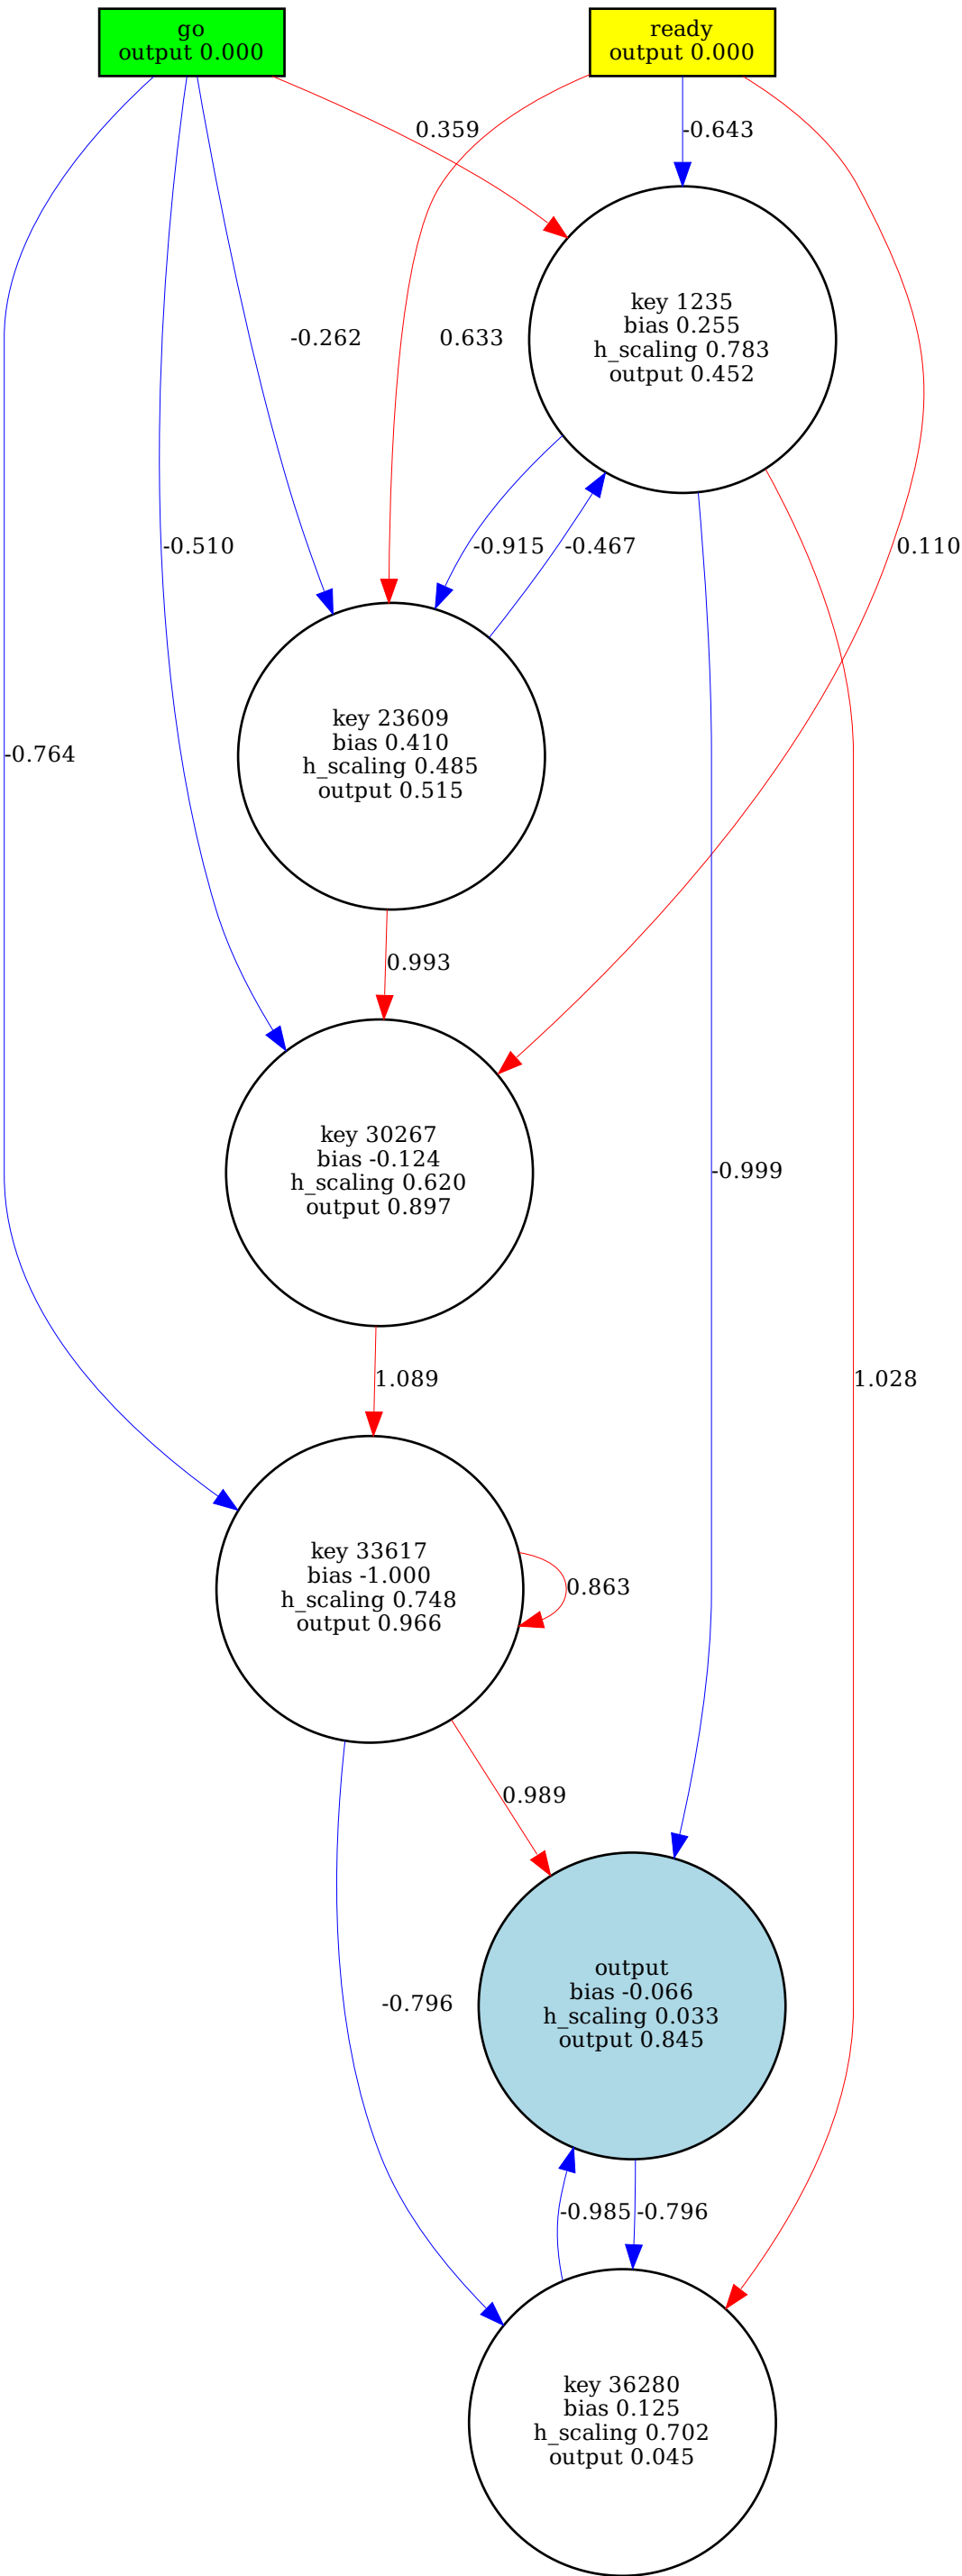 go
output 0.000
ready
output 0.000
0.359
-0.643
key 1235
bias 0.255
h_scaling 0.783
output 0.452
-0.262
0.633
-0.510
-0.915
-0.467
0.110
key 23609
bias 0.410
h_scaling 0.485
output 0.515
-0.764
0.993
key 30267
bias -0.124
h_scaling 0.620
output 0.897
-0.999
1.089
1.028
key 33617
bias -1.000
h_scaling 0.748
output 0.966
0.863
0.989
output
bias -0.066
h_scaling 0.033
output 0.845
-0.796
-0.985
-0.796
key 36280
bias 0.125
h_scaling 0.702
output 0.045